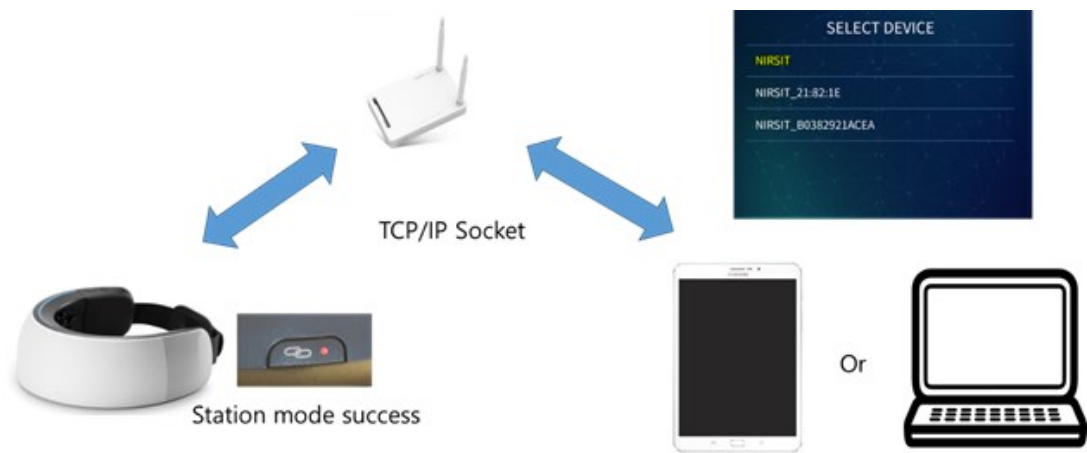 SELECT DEVICE
NIRSIT
NIRSIT_21:82:1E
NIRSIT_B0382921ACEA
TCP/IP Socket
Or
Station mode success